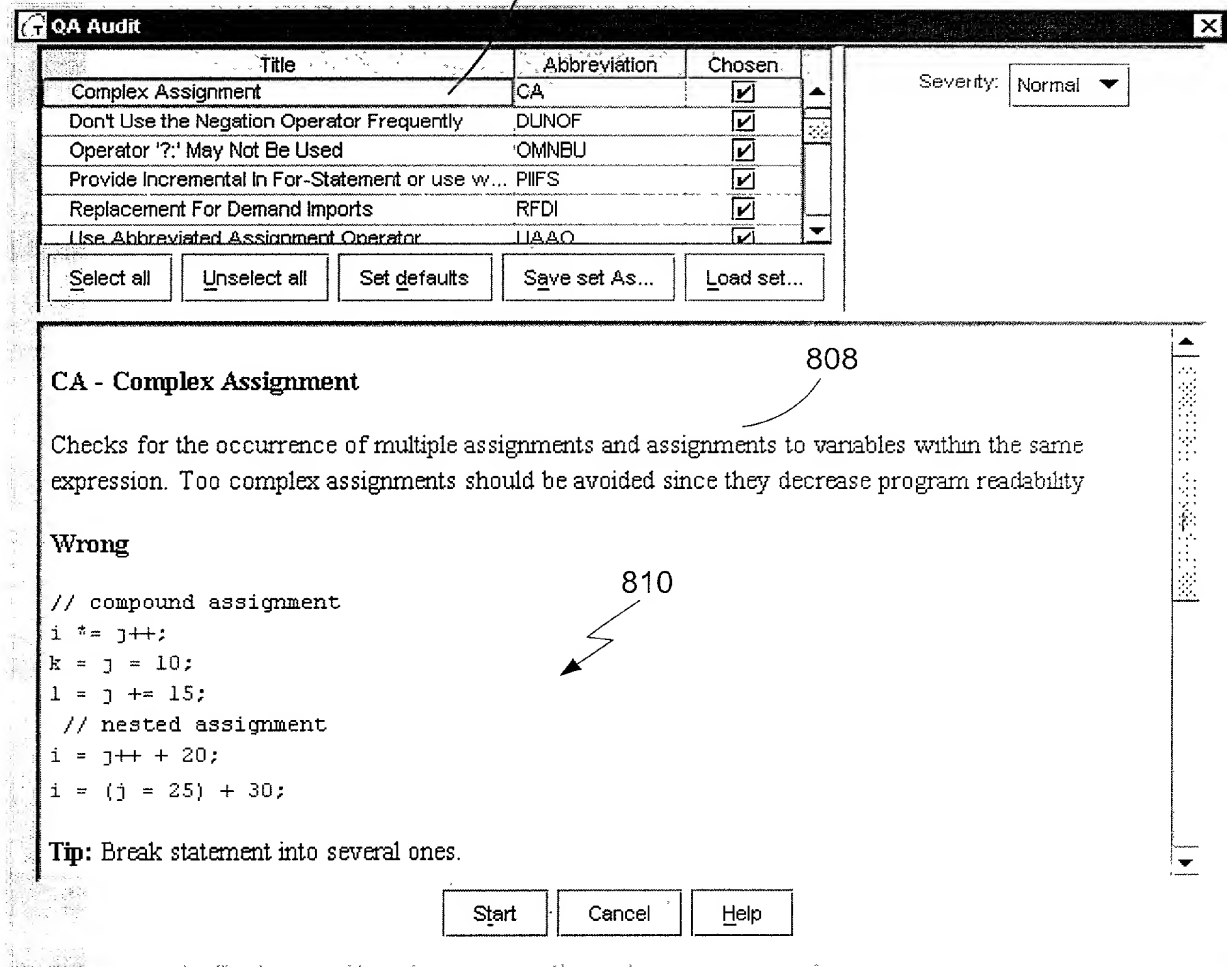 QA Audit
Title Abbreviation Chosen
Complex Assignment CA
Don't Use the Negation Operator Frequently DUNOF
Operator '?:' May Not Be Used OMNBU
Provide Incremental In For-Statement or use w... PIIFS
Replacement For Demand Imports RFDI
Use Abbreviated Assignment Operator UAAO
Severity: Normal
Select all Unselect all Set defaults Save set As... Load set...
808
CA - Complex Assignment
Checks for the occurrence of multiple assignments and assignments to variables within the same
expression. Too complex assignments should be avoided since they decrease program readability
Wrong
810
// compound assignment
i *= j++;
k = j = 10;
l = j += 15;
// nested assignment
i = j++ + 20;
i = (j = 25) + 30;
Tip: Break statement into several ones.
Start Cancel Help